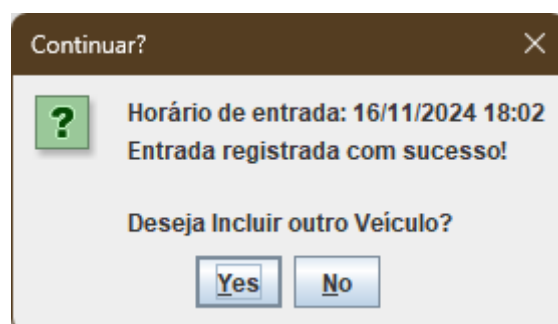 Continuar?
?
Horário de entrada: 16/11/2024 18:02
Entrada registrada com sucesso!
Deseja Incluir outro Veículo?
Yes No